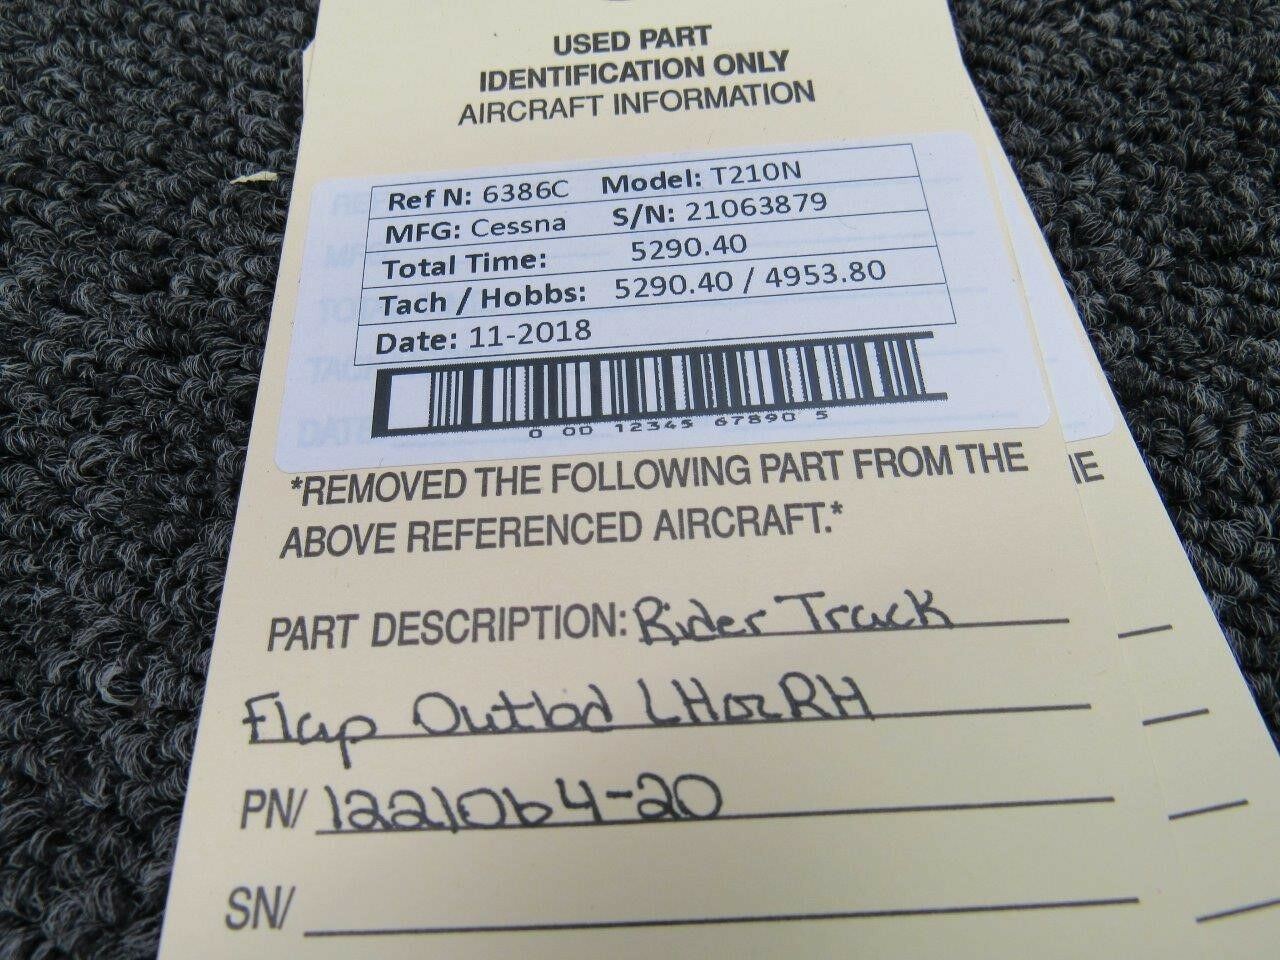 USED PART
IDENTIFICATION ONLY
AIRCRAFT INFORMATION
Ref N: 6386C Model: T210N
MFG: Cessna S/N: 21063879
Total Time: 5290.40
Tach / Hobbs: 5290.40 / 4953.80
Date: 11-2018
0 00 12345 67890 5
*REMOVED THE FOLLOWING PART FROM THE
ABOVE REFERENCED AIRCRAFT.*
PART DESCRIPTION: Rider Track
Flap Outbd LH or RH
PN/ 1221064-20
SN/